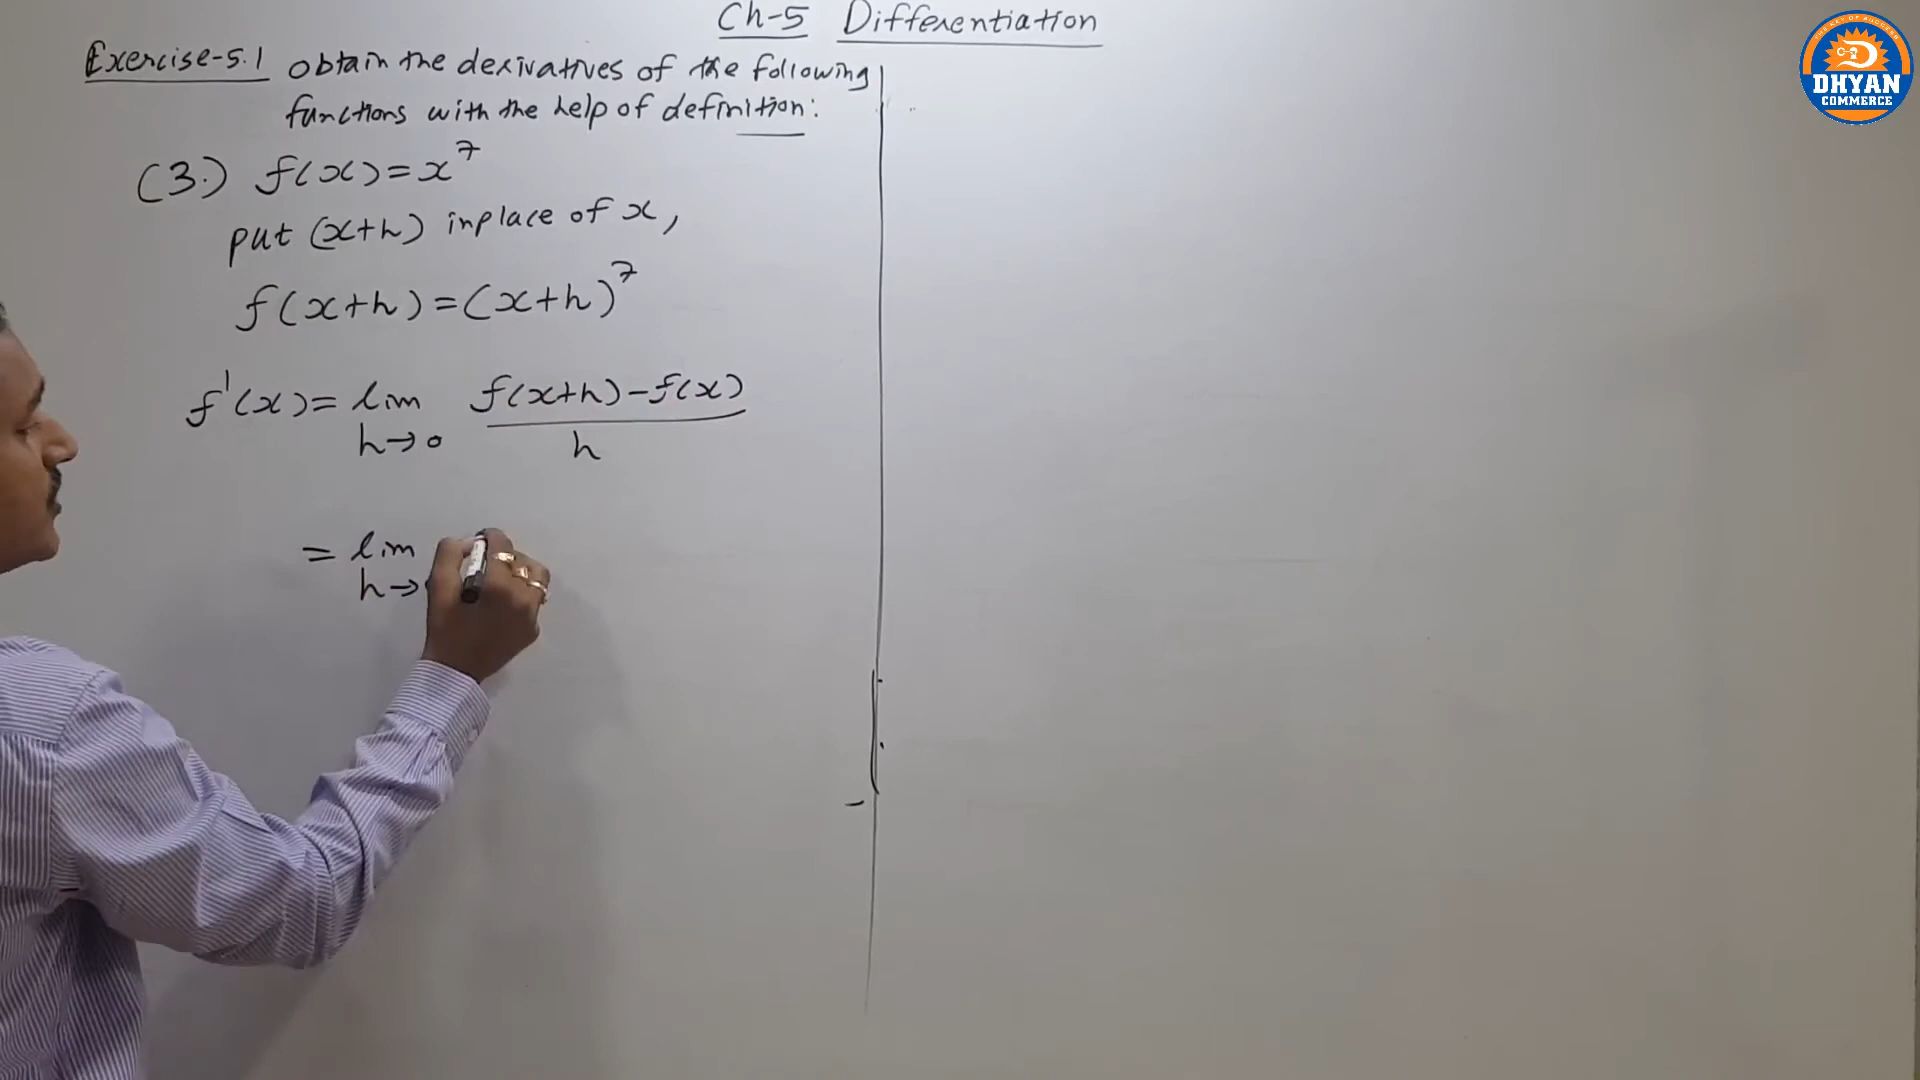 Ch-5 Differentiation
Exercise-5.1 obtain the derivatives of the following
functions with the help of definition:
(3.) f(x)=x⁷
put (x+h) inplace of x,
f(x+h)=(x+h)⁷
f'(x)= lim f(x+h)-f(x)
h→0 h
= lim
h→
DHYAN
COMMERCE